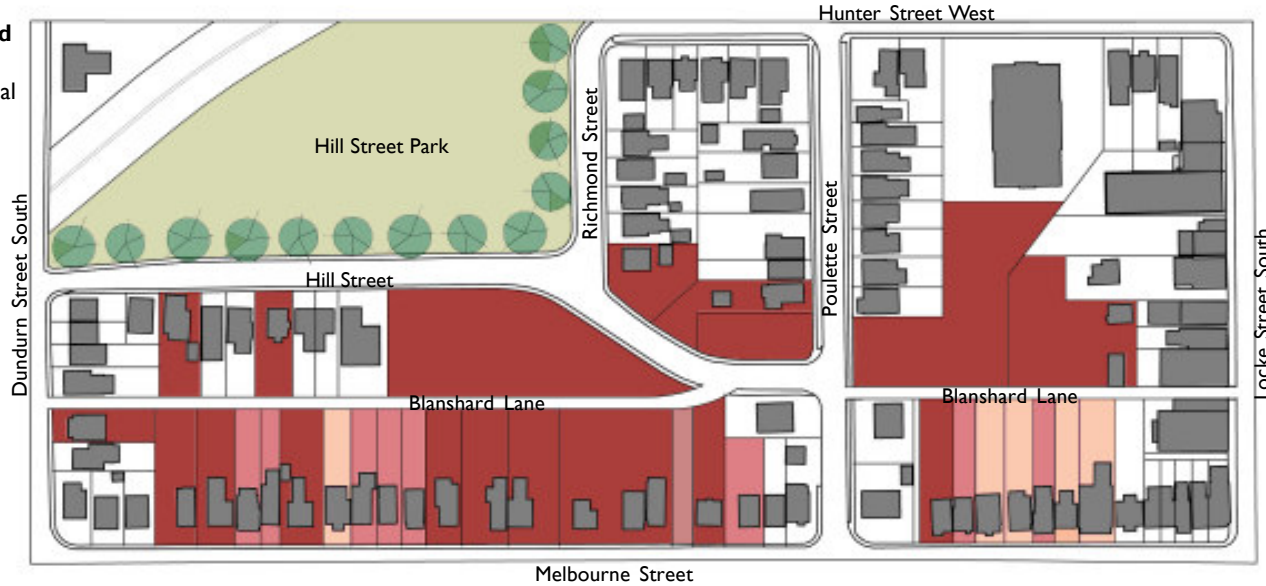 Hunter Street West
d
al
Hill Street Park
Richmond Street
Poulette Street
Dundurn Street South
Locke Street South
Hill Street
Blanshard Lane
Blanshard Lane
Melbourne Street